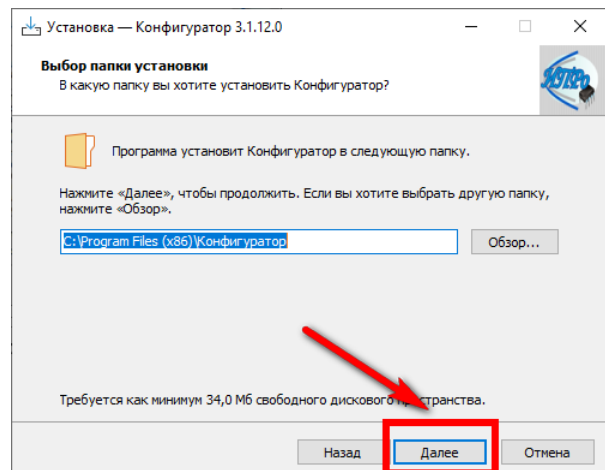 Установка — Конфигуратор 3.1.12.0
Выбор папки установки
В какую папку вы хотите установить Конфигуратор?
Программа установит Конфигуратор в следующую папку.
Нажмите «Далее», чтобы продолжить. Если вы хотите выбрать другую папку,
нажмите «Обзор».
C:\Program Files (x86)\Конфигуратор
Обзор...
Требуется как минимум 34,0 Мб свободного дискового пространства.
Назад
Далее
Отмена